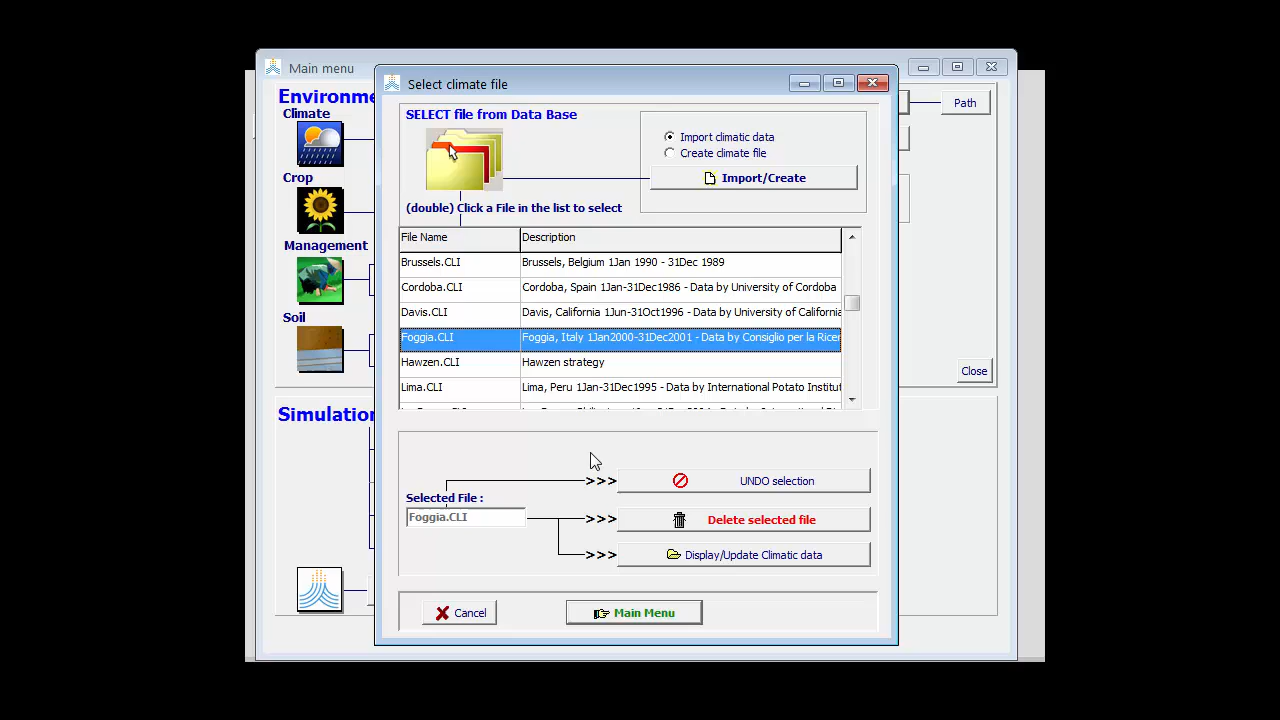 Main menu
Environme
Climate
Crop
Management
Soil
Simulation
Path
Close
Select climate file
SELECT file from Data Base
(double) Click a File in the list to select
Import climatic data
Create climate file
Import/Create
File Name Description
Brussels.CLI Brussels, Belgium 1Jan 1990 - 31Dec 1989
Cordoba.CLI Cordoba, Spain 1Jan-31Dec1986 - Data by University of Cordoba
Davis.CLI Davis, California 1Jun-31Oct1996 - Data by University of California
Foggia.CLI Foggia, Italy 1Jan2000-31Dec2001 - Data by Consiglio per la Ricer
Hawzen.CLI Hawzen strategy
Lima.CLI Lima, Peru 1Jan-31Dec1995 - Data by International Potato Institut
>>> UNDO selection
Selected File :
Foggia.CLI
>>> Delete selected file
>>> Display/Update Climatic data
Cancel
Main Menu